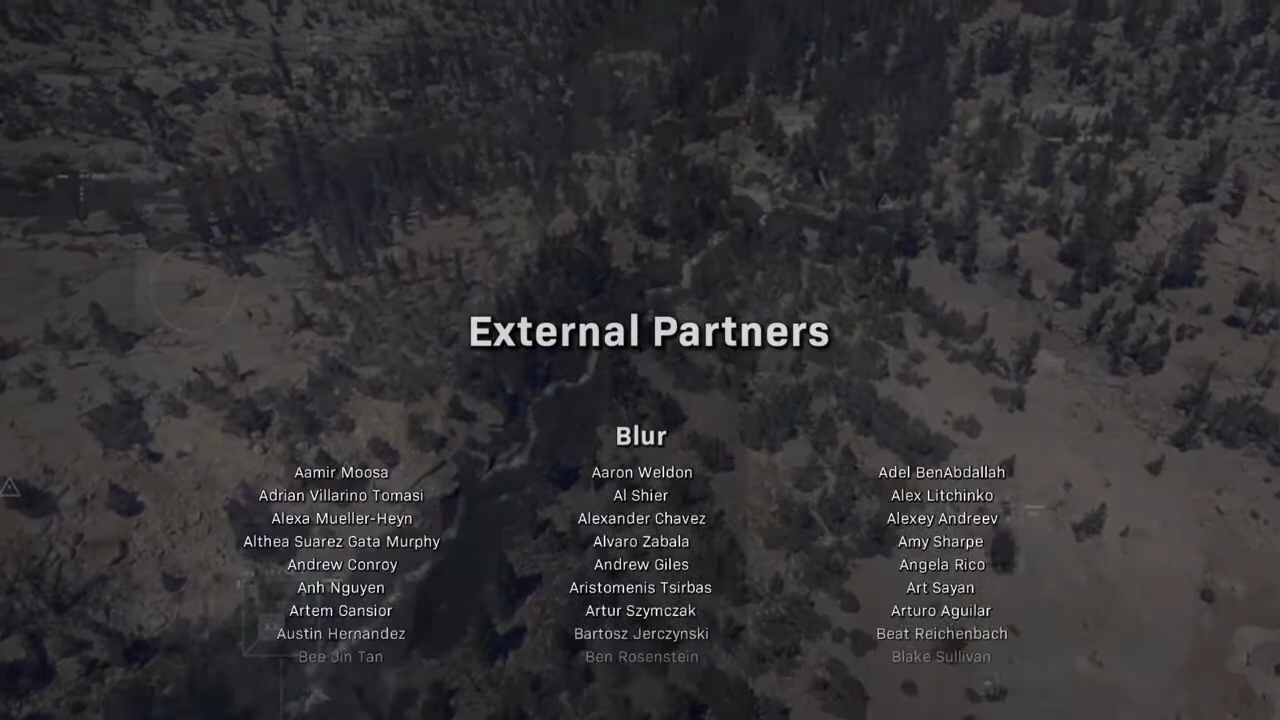 External Partners
Blur
Aamir Moosa Aaron Weldon Adel BenAbdallah
Adrian Villarino Tomasi Al Shier Alex Litchinko
Alexa Mueller-Heyn Alexander Chavez Alexey Andreev
Althea Suarez Gata Murphy Alvaro Zabala Amy Sharpe
Andrew Conroy Andrew Giles Angela Rico
Anh Nguyen Aristomenis Tsirbas Art Sayan
Artem Gansior Artur Szymczak Arturo Aguilar
Austin Hernandez Bartosz Jerczynski Beat Reichenbach
Bee Jin Tan Ben Rosenstein Blake Sullivan